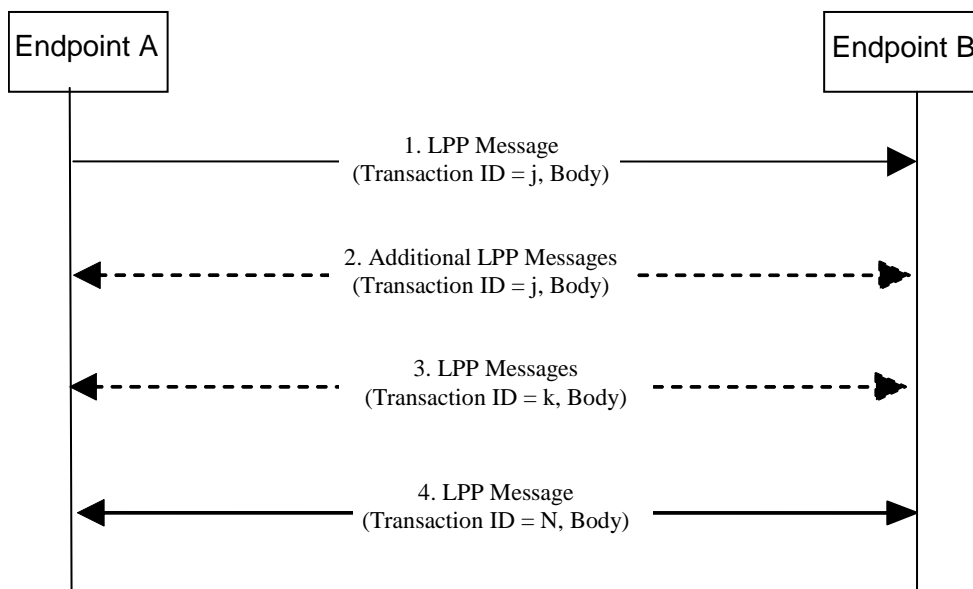 Endpoint A
Endpoint B
1. LPP Message
(Transaction ID = j, Body)
2. Additional LPP Messages
(Transaction ID = j, Body)
3. LPP Messages
(Transaction ID = k, Body)
4. LPP Message
(Transaction ID = N, Body)